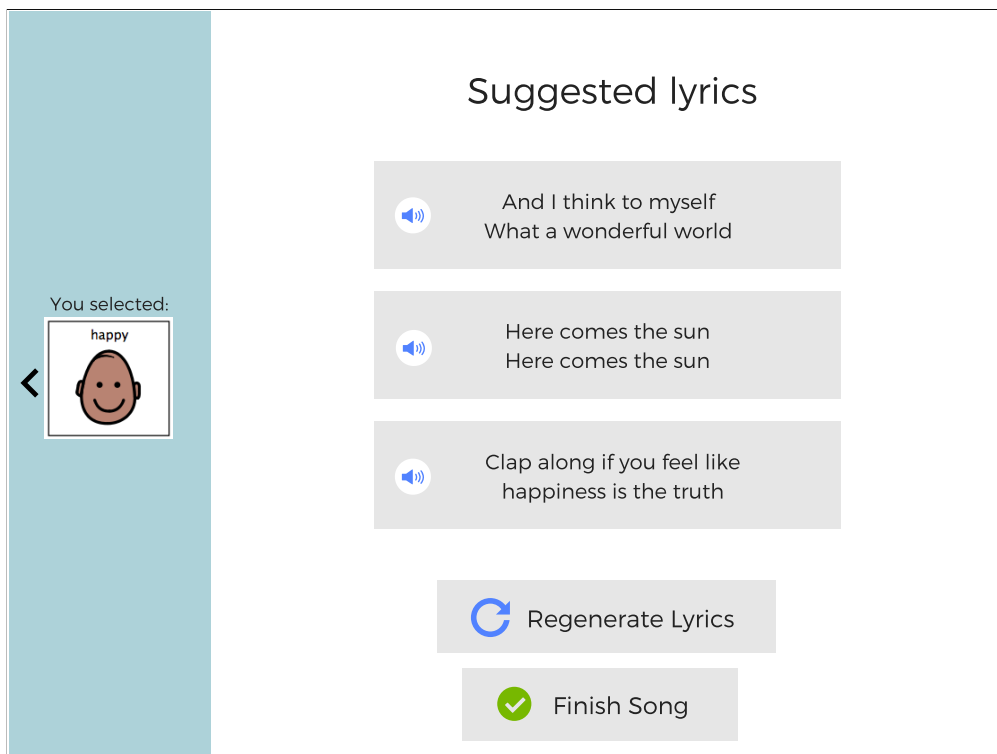 Suggested lyrics
And I think to myself
What a wonderful world
You selected:
happy
Here comes the sun
Here comes the sun
Clap along if you feel like
happiness is the truth
Regenerate Lyrics
Finish Song